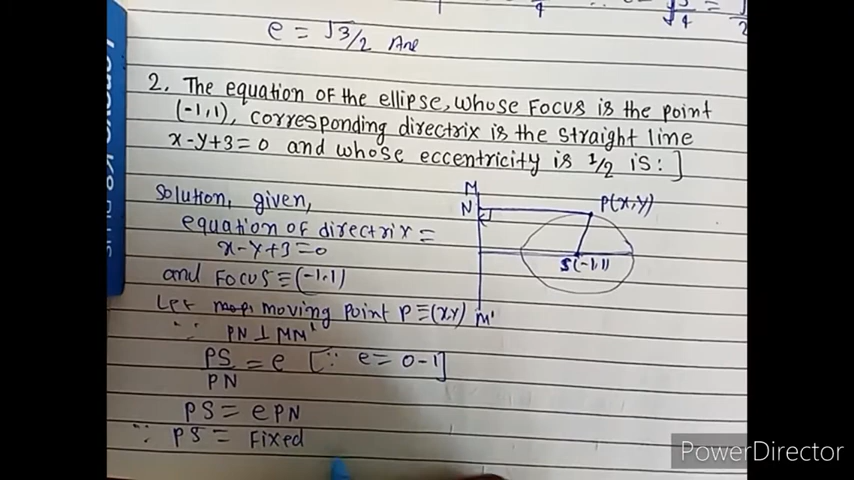 e = √3/2 Ans
2. The equation of the ellipse, whose Focus is the point
(-1,1), corresponding directrix is the straight line
x-y+3=0 and whose eccentricity is 1/2 is:]
Solution, given,
equation of directrix =
x-y+3=0
and Focus ≡ (-1,1)
Let moving point P ≡ (x,y)
∵ PN ⊥ MM'
PS/PN = e [∵ e = 0-1]
PS = e PN
∵ PS = Fixed
M
N
P(x,y)
S(-1,1)
M'
PowerDirector